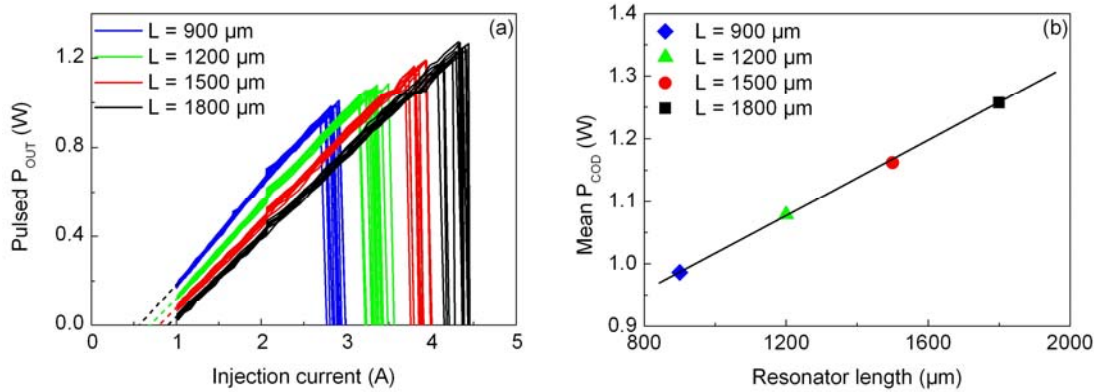 (a)
L = 900 µm
L = 1200 µm
L = 1500 µm
L = 1800 µm
1.2
0.8
0.4
0.0
Pulsed P_OUT (W)
0 1 2 3 4 5
Injection current (A)
(b)
L = 900 µm
L = 1200 µm
L = 1500 µm
L = 1800 µm
1.4
1.3
1.2
1.1
1.0
0.9
Mean P_COD (W)
800 1200 1600 2000
Resonator length (µm)